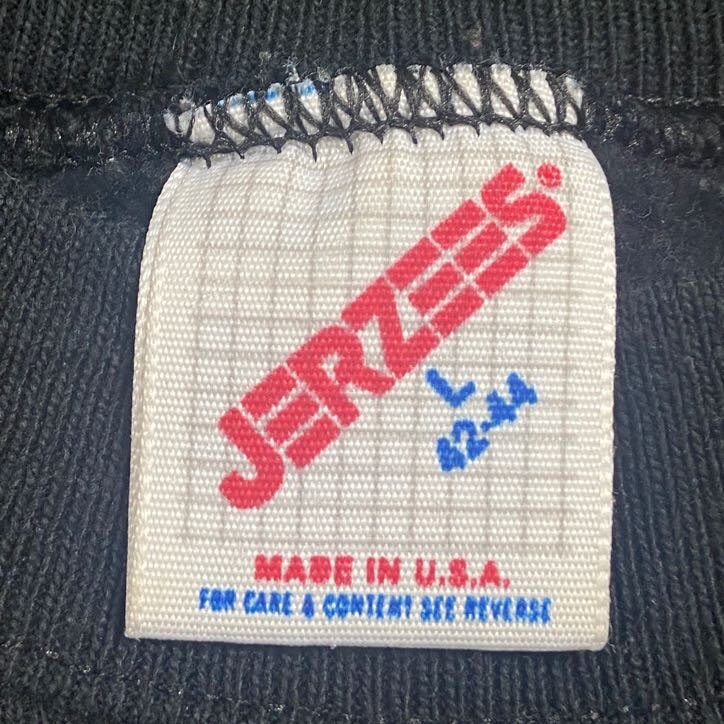 JERZEES
L
42-44
MADE IN U.S.A.
FOR CARE & CONTENT SEE REVERSE